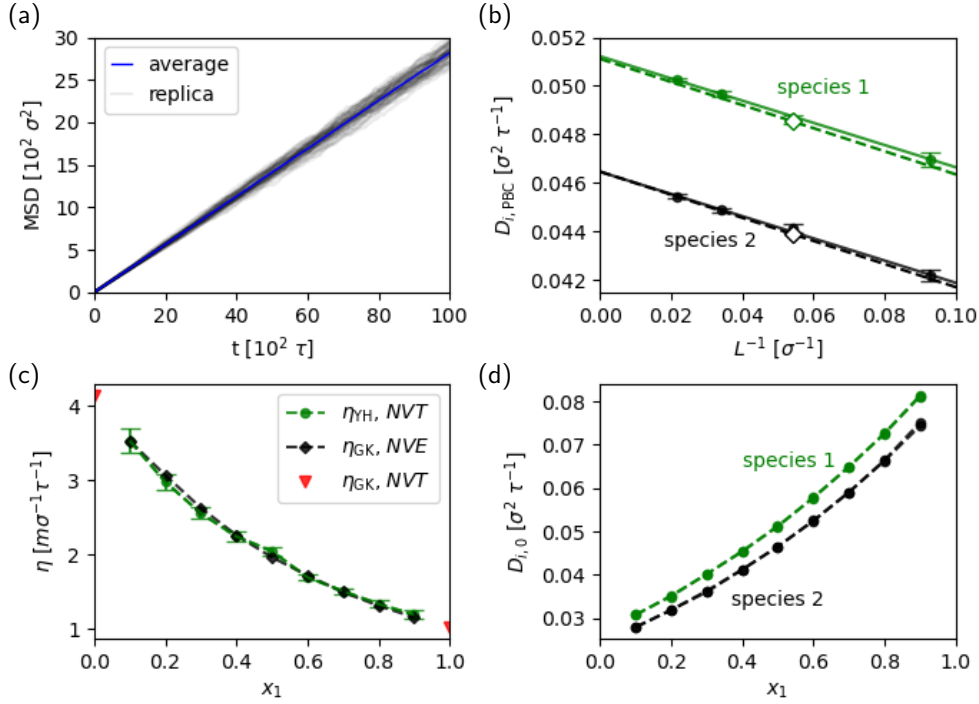 (a)
MSD [10² σ²]
30
25
20
15
10
5
0
average
replica
0 20 40 60 80 100
t [10² τ]
(b)
D_{i, PBC} [σ² τ⁻¹]
0.052
0.050
0.048
0.046
0.044
0.042
species 1
species 2
0.00 0.02 0.04 0.06 0.08 0.10
L⁻¹ [σ⁻¹]
(c)
η [mσ⁻¹τ⁻¹]
4
3
2
1
η_YH, NVT
η_GK, NVE
η_GK, NVT
0.0 0.2 0.4 0.6 0.8 1.0
x₁
(d)
D_{i, 0} [σ² τ⁻¹]
0.08
0.07
0.06
0.05
0.04
0.03
species 1
species 2
0.0 0.2 0.4 0.6 0.8 1.0
x₁